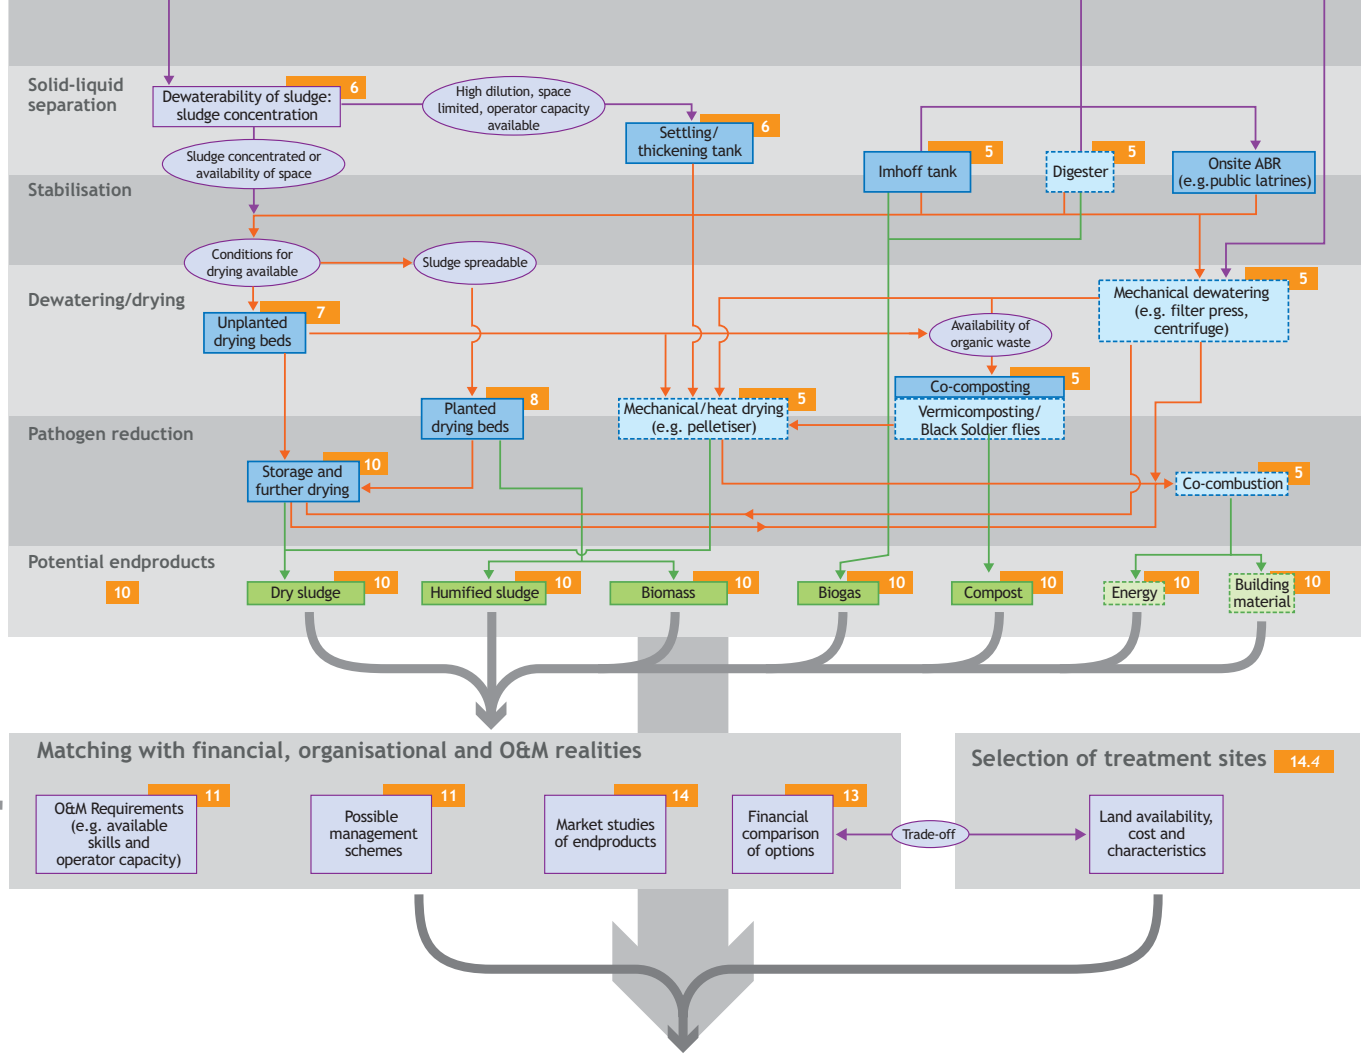 Solid-liquid
separation
Dewaterability of sludge:
sludge concentration
6
High dilution, space
limited, operator capacity
available
Settling/
thickening tank
6
Sludge concentrated or
availability of space
Imhoff tank
5
Digester
5
Onsite ABR
(e.g.public latrines)
Stabilisation
Conditions for
drying available
Sludge spreadable
Dewatering/drying
Unplanted
drying beds
7
Mechanical dewatering
(e.g. filter press,
centrifuge)
5
Availability of
organic waste
Planted
drying beds
8
Mechanical/heat drying
(e.g. pelletiser)
5
Co-composting
5
Vermicomposting/
Black Soldier flies
Pathogen reduction
Storage and
further drying
10
Co-combustion
5
Potential endproducts
10
Dry sludge
10
Humified sludge
10
Biomass
10
Biogas
10
Compost
10
Energy
10
Building
material
10
Matching with financial, organisational and O&M realities
O&M Requirements
(e.g. available
skills and
operator capacity)
11
Possible
management
schemes
11
Market studies
of endproducts
14
Financial
comparison
of options
13
Trade-off
Selection of treatment sites
14.4
Land availability,
cost and
characteristics